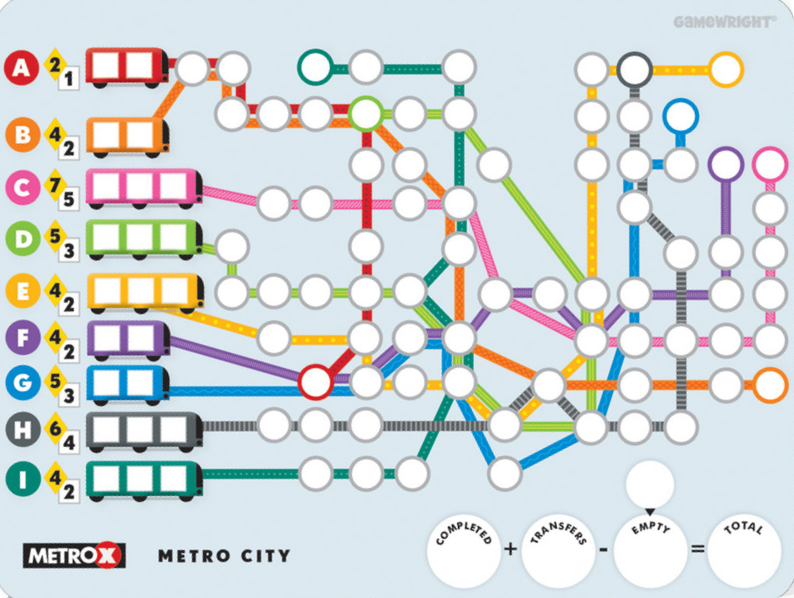 GAMEWRIGHT®
A 2 1
B 4 2
C 7 5
D 5 3
E 4 2
F 4 2
G 5 3
H 6 4
I 4 2
METRO X METRO CITY
COMPLETED + TRANSFERS - EMPTY = TOTAL